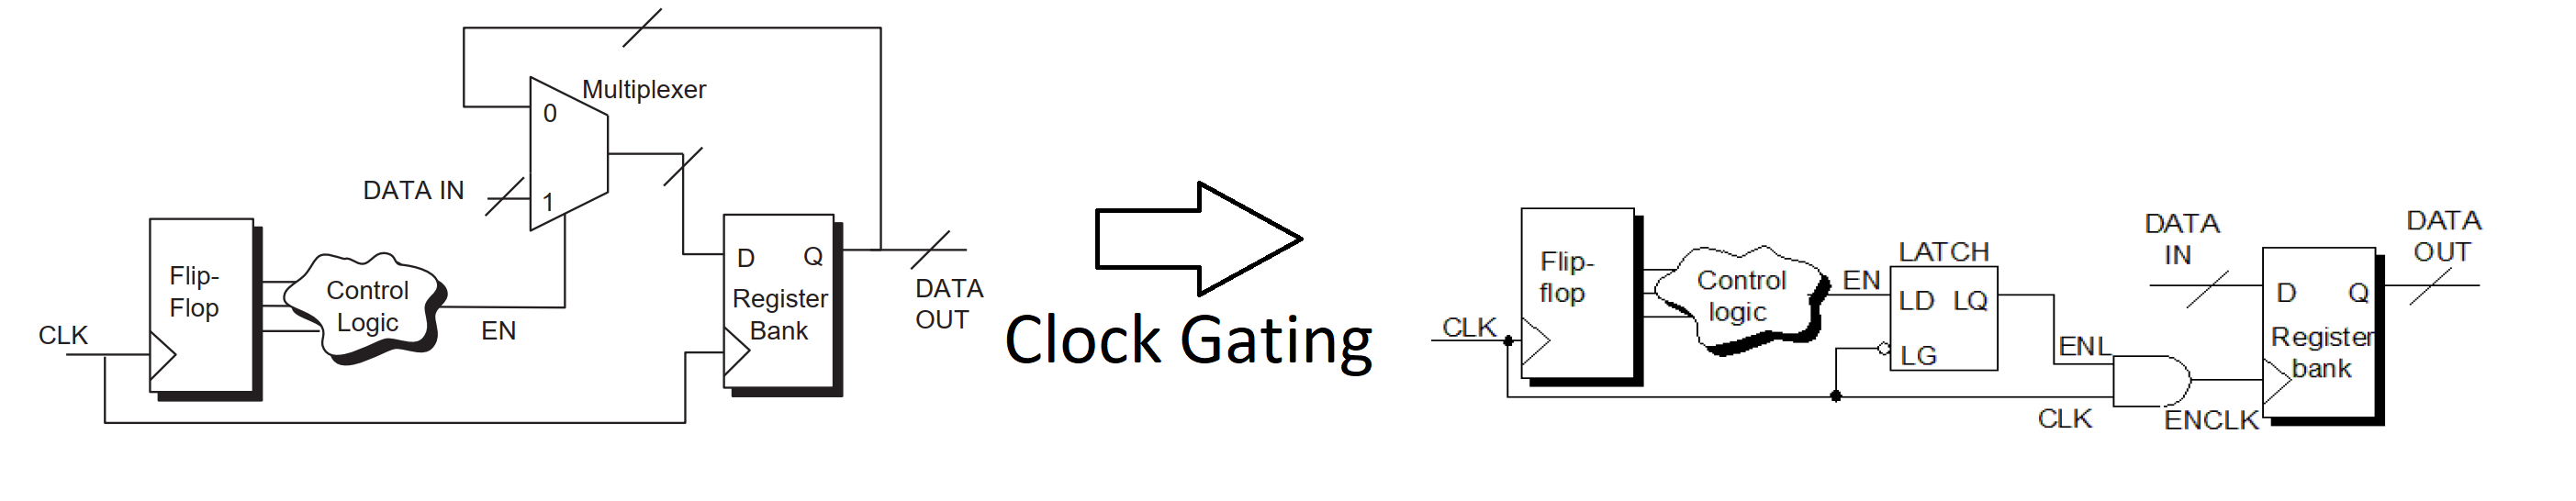 Multiplexer
0
DATA IN
1
Flip-
Flop
Control
Logic
CLK
EN
D
Q
Register
Bank
DATA
OUT
Clock Gating
Flip-
flop
Control
logic
CLK
EN
LATCH
LD LQ
LG
ENL
CLK
ENCLK
DATA
IN
DATA
OUT
D
Q
Register
bank